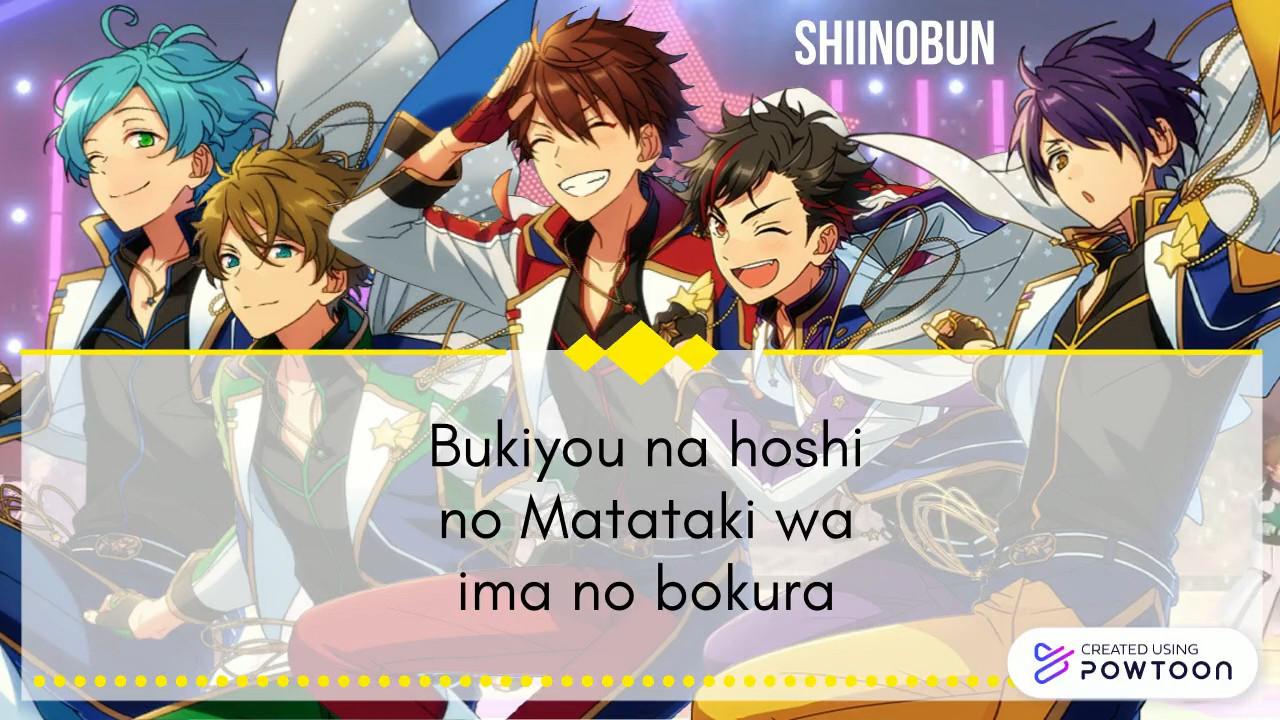 SHIINOBUN
Bukiyou na hoshi
no Matataki wa
ima no bokura
CREATED USING
POWTOON